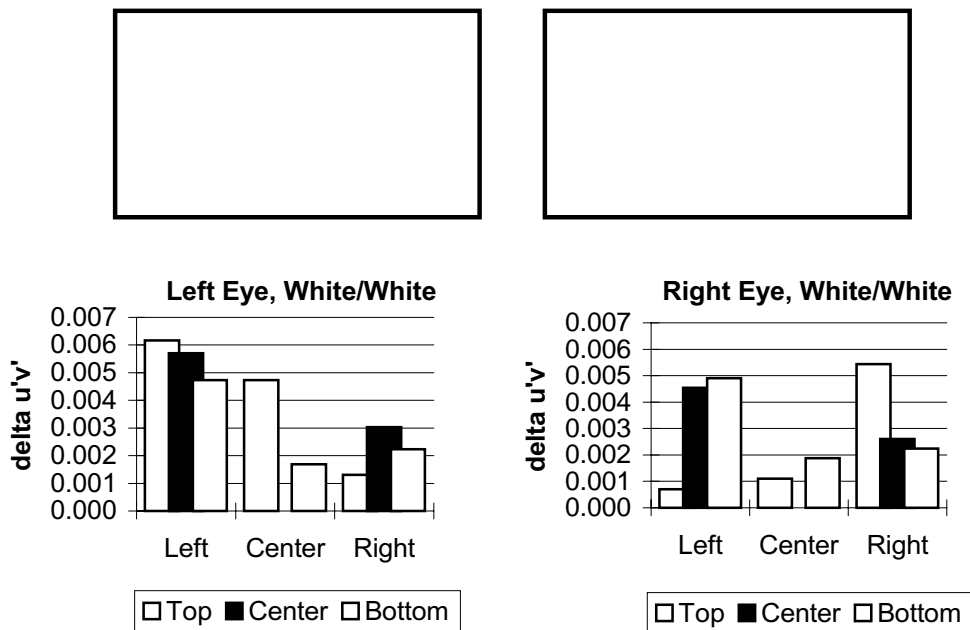 Left Eye, White/White
0.007
0.006
0.005
0.004
0.003
0.002
0.001
0.000
delta u'v'
Left Center Right
Top Center Bottom
Right Eye, White/White
0.007
0.006
0.005
0.004
0.003
0.002
0.001
0.000
delta u'v'
Left Center Right
Top Center Bottom